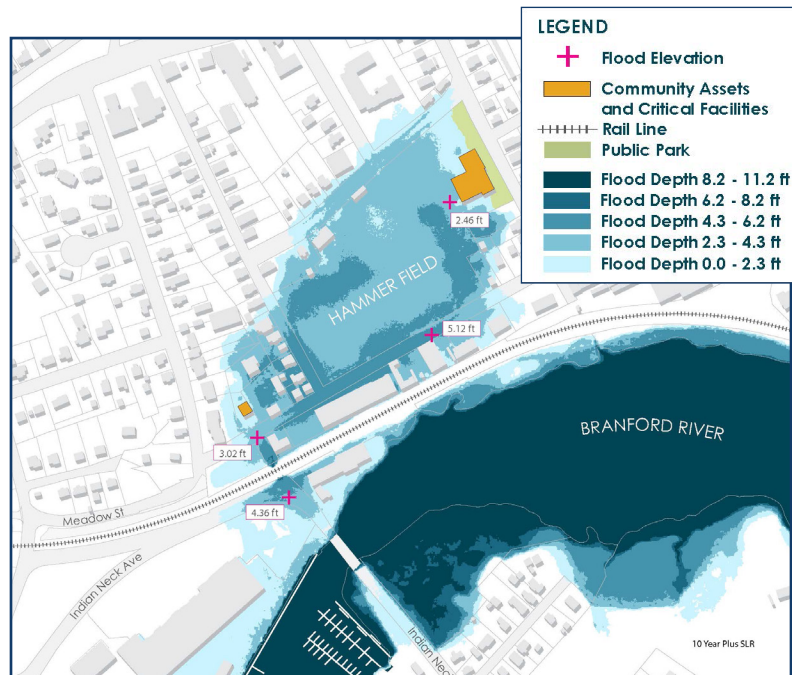 LEGEND
Flood Elevation
Community Assets
and Critical Facilities
Rail Line
Public Park
Flood Depth 8.2 - 11.2 ft
Flood Depth 6.2 - 8.2 ft
Flood Depth 4.3 - 6.2 ft
Flood Depth 2.3 - 4.3 ft
Flood Depth 0.0 - 2.3 ft
2.46 ft
HAMMER FIELD
5.12 ft
BRANFORD RIVER
3.02 ft
4.36 ft
Meadow St
Indian Neck Ave
Indian Neck
10 Year Plus SLR